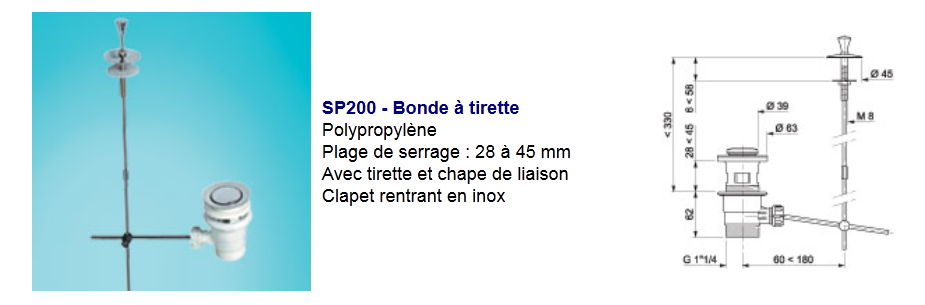 SP200 - Bonde à tirette
Polypropylène
Plage de serrage : 28 à 45 mm
Avec tirette et chape de liaison
Clapet rentrant en inox
Ø 45
6 < 58
< 330
Ø 39
M 8
Ø 63
28 < 45
62
G 1"1/4
60 < 180